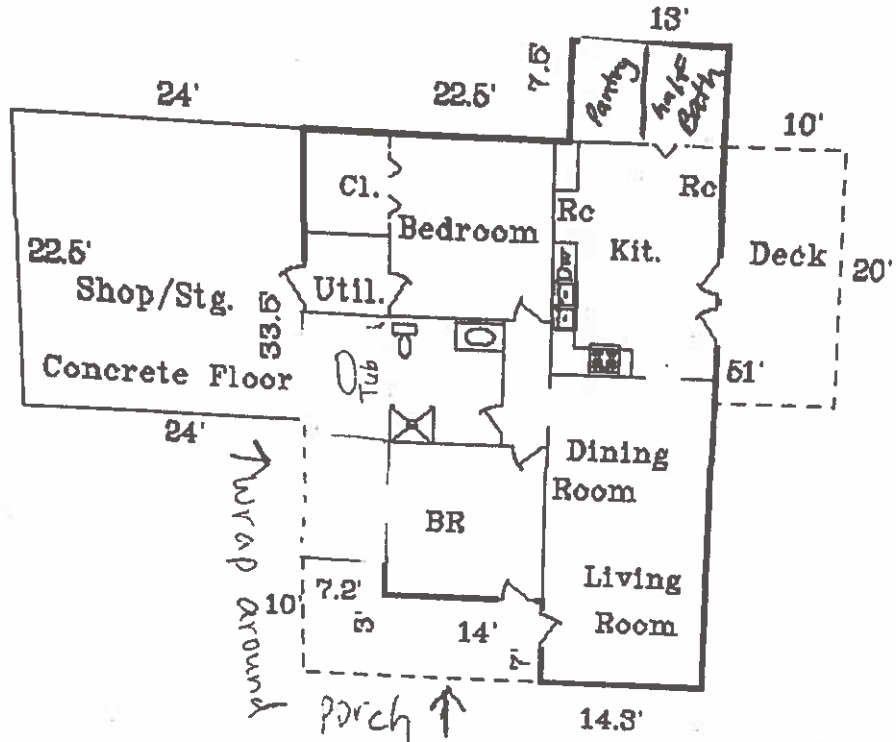 13'
7.5'
Pantry
half
Bath
24'
22.5'
10'
Cl.
Rc
Rc
Bedroom
Kit.
Deck
22.5'
20'
DW
Util.
Shop/Stg.
33.5'
Concrete Floor
Tub
51'
24'
Dining
Room
BR
Living
Room
7.2'
10'
3'
14'
7'
wrap around
porch
14.3'